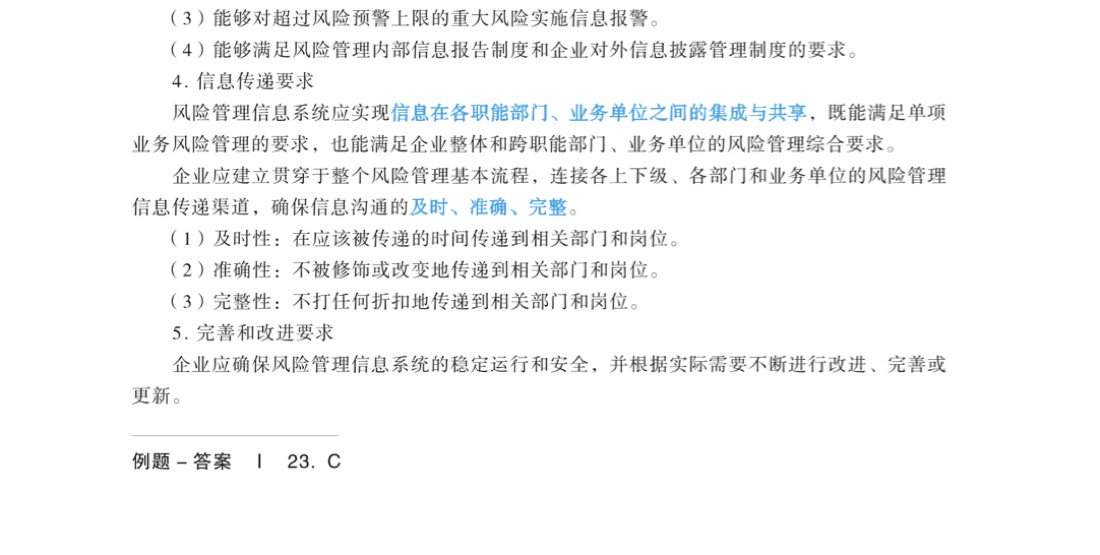 （3）能够对超过风险预警上限的重大风险实施信息报警。
（4）能够满足风险管理内部信息报告制度和企业对外信息披露管理制度的要求。
4. 信息传递要求
风险管理信息系统应实现信息在各职能部门、业务单位之间的集成与共享，既能满足单项
业务风险管理的要求，也能满足企业整体和跨职能部门、业务单位的风险管理综合要求。
企业应建立贯穿于整个风险管理基本流程，连接各上下级、各部门和业务单位的风险管理
信息传递渠道，确保信息沟通的及时、准确、完整。
（1）及时性：在应该被传递的时间传递到相关部门和岗位。
（2）准确性：不被修饰或改变地传递到相关部门和岗位。
（3）完整性：不打任何折扣地传递到相关部门和岗位。
5. 完善和改进要求
企业应确保风险管理信息系统的稳定运行和安全，并根据实际需要不断进行改进、完善或
更新。
例题 – 答案 | 23. C